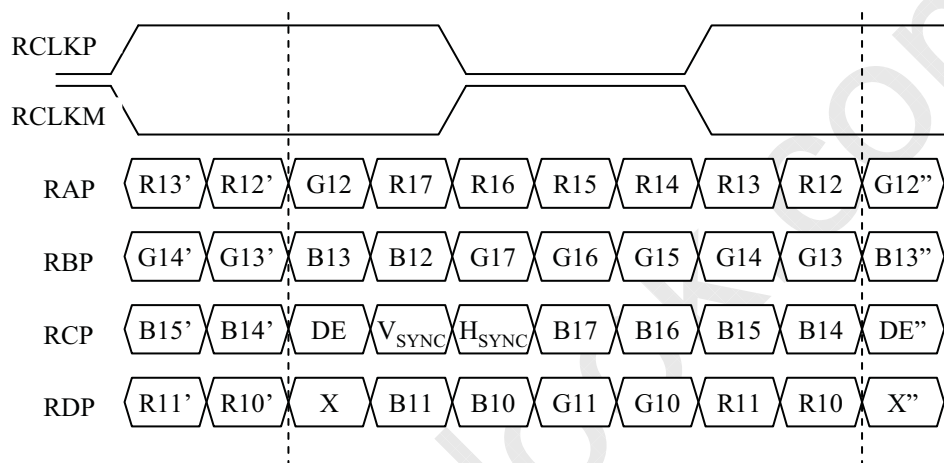 RCLKP
RCLKM
RAP R13’ R12’ G12 R17 R16 R15 R14 R13 R12 G12”
RBP G14’ G13’ B13 B12 G17 G16 G15 G14 G13 B13”
RCP B15’ B14’ DE VSYNC HSYNC B17 B16 B15 B14 DE”
RDP R11’ R10’ X B11 B10 G11 G10 R11 R10 X”